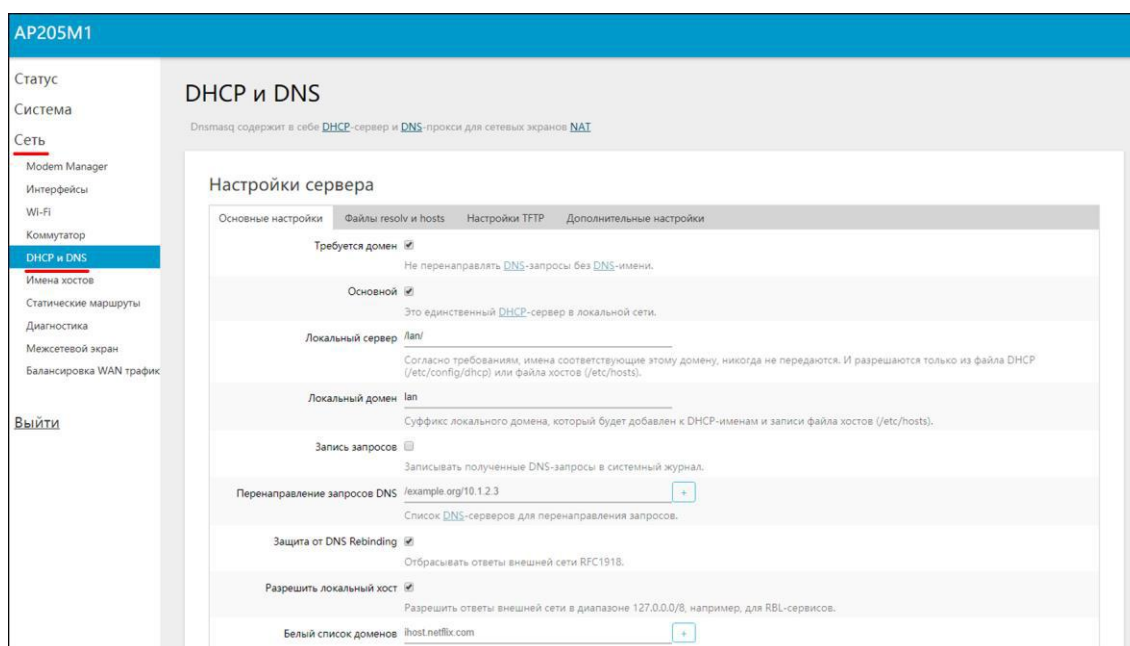 AP205M1
Статус
Система
Сеть
Modem Manager
Интерфейсы
Wi-Fi
Коммутатор
DHCP и DNS
Имена хостов
Статические маршруты
Диагностика
Межсетевой экран
Балансировка WAN трафик
Выйти
DHCP и DNS
Dnsmasq содержит в себе DHCP-сервер и DNS-прокси для сетевых экранов NAT
Настройки сервера
Основные настройки Файлы resolv и hosts Настройки TFTP Дополнительные настройки
Требуется домен
Не перенаправлять DNS-запросы без DNS-имени.
Основной
Это единственный DHCP-сервер в локальной сети.
Локальный сервер /lan/
Согласно требованиям, имена соответствующие этому домену, никогда не передаются. И разрешаются только из файла DHCP
(/etc/config/dhcp) или файла хостов (/etc/hosts).
Локальный домен lan
Суффикс локального домена, который будет добавлен к DHCP-именам и записи файла хостов (/etc/hosts).
Запись запросов
Записывать полученные DNS-запросы в системный журнал.
Перенаправление запросов DNS /example.org/10.1.2.3 +
Список DNS-серверов для перенаправления запросов.
Защита от DNS Rebinding
Отбрасывать ответы внешней сети RFC1918.
Разрешить локальный хост
Разрешить ответы внешней сети в диапазоне 127.0.0.0/8, например, для RBL-сервисов.
Белый список доменов ihost.netflix.com +